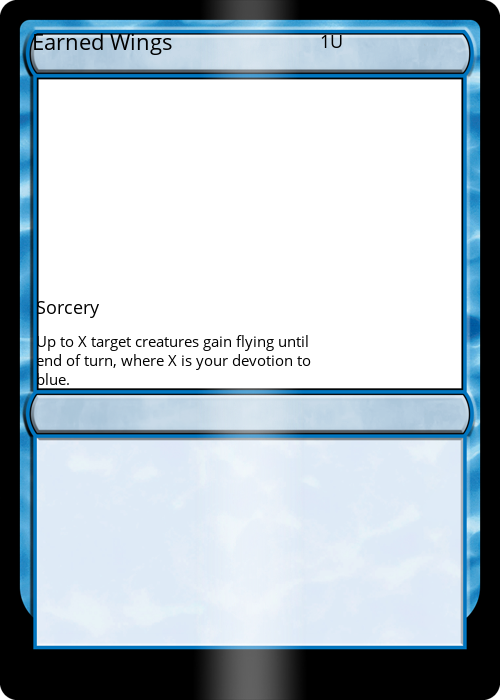 Earned Wings 1U
Sorcery
Up to X target creatures gain flying until
end of turn, where X is your devotion to
blue.